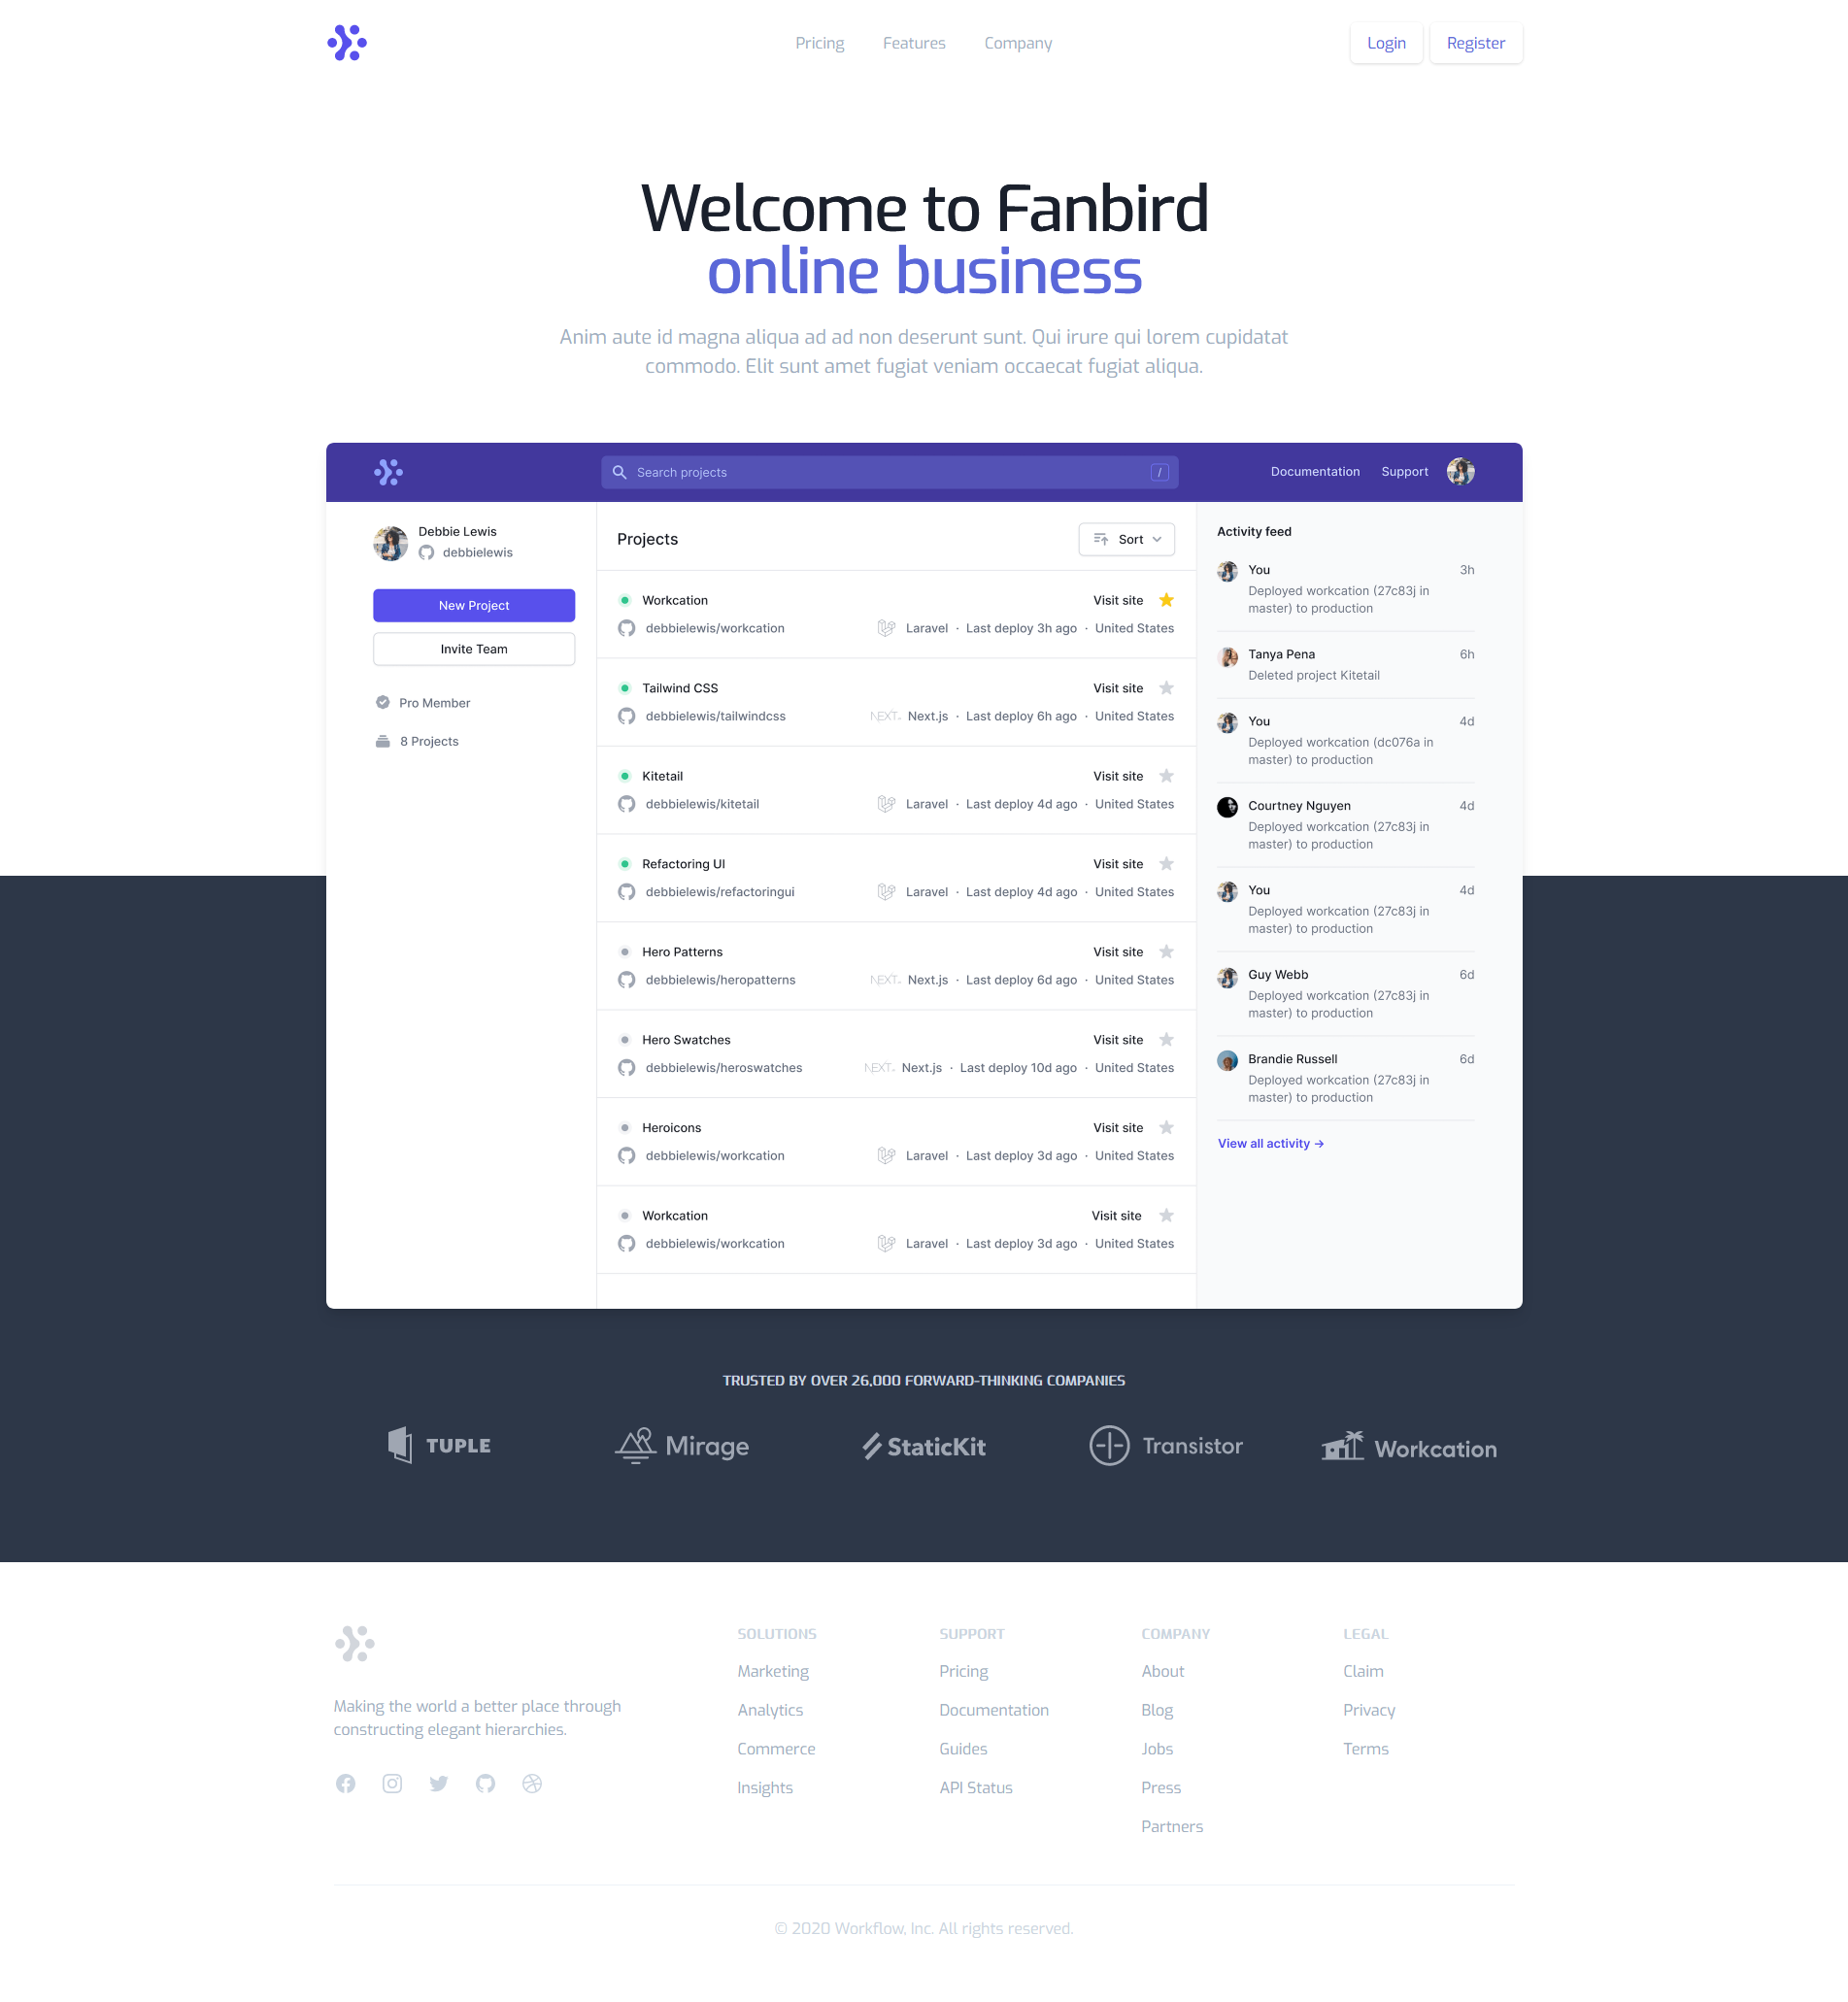 Pricing Features Company
Login Register
Welcome to Fanbird
online business
Anim aute id magna aliqua ad ad non deserunt sunt. Qui irure qui lorem cupidatat
commodo. Elit sunt amet fugiat veniam occaecat fugiat aliqua.
Search projects /
Documentation Support
Debbie Lewis
debbielewis
New Project
Invite Team
Pro Member
8 Projects
Projects
Sort
Workcation Visit site
debbielewis/workcation Laravel · Last deploy 3h ago · United States
Tailwind CSS Visit site
debbielewis/tailwindcss NEXT.js Next.js · Last deploy 6h ago · United States
Kitetail Visit site
debbielewis/kitetail Laravel · Last deploy 4d ago · United States
Refactoring UI Visit site
debbielewis/refactoringui Laravel · Last deploy 4d ago · United States
Hero Patterns Visit site
debbielewis/heropatterns NEXT.js Next.js · Last deploy 6d ago · United States
Hero Swatches Visit site
debbielewis/heroswatches NEXT.js Next.js · Last deploy 10d ago · United States
Heroicons Visit site
debbielewis/workcation Laravel · Last deploy 3d ago · United States
Workcation Visit site
debbielewis/workcation Laravel · Last deploy 3d ago · United States
Activity feed
You 3h
Deployed workcation (27c83j in
master) to production
Tanya Pena 6h
Deleted project Kitetail
You 4d
Deployed workcation (dc076a in
master) to production
Courtney Nguyen 4d
Deployed workcation (27c83j in
master) to production
You 4d
Deployed workcation (27c83j in
master) to production
Guy Webb 6d
Deployed workcation (27c83j in
master) to production
Brandie Russell 6d
Deployed workcation (27c83j in
master) to production
View all activity →
TRUSTED BY OVER 26,000 FORWARD-THINKING COMPANIES
TUPLE Mirage StaticKit Transistor Workcation
Making the world a better place through
constructing elegant hierarchies.
SOLUTIONS
Marketing
Analytics
Commerce
Insights
SUPPORT
Pricing
Documentation
Guides
API Status
COMPANY
About
Blog
Jobs
Press
Partners
LEGAL
Claim
Privacy
Terms
© 2020 Workflow, Inc. All rights reserved.